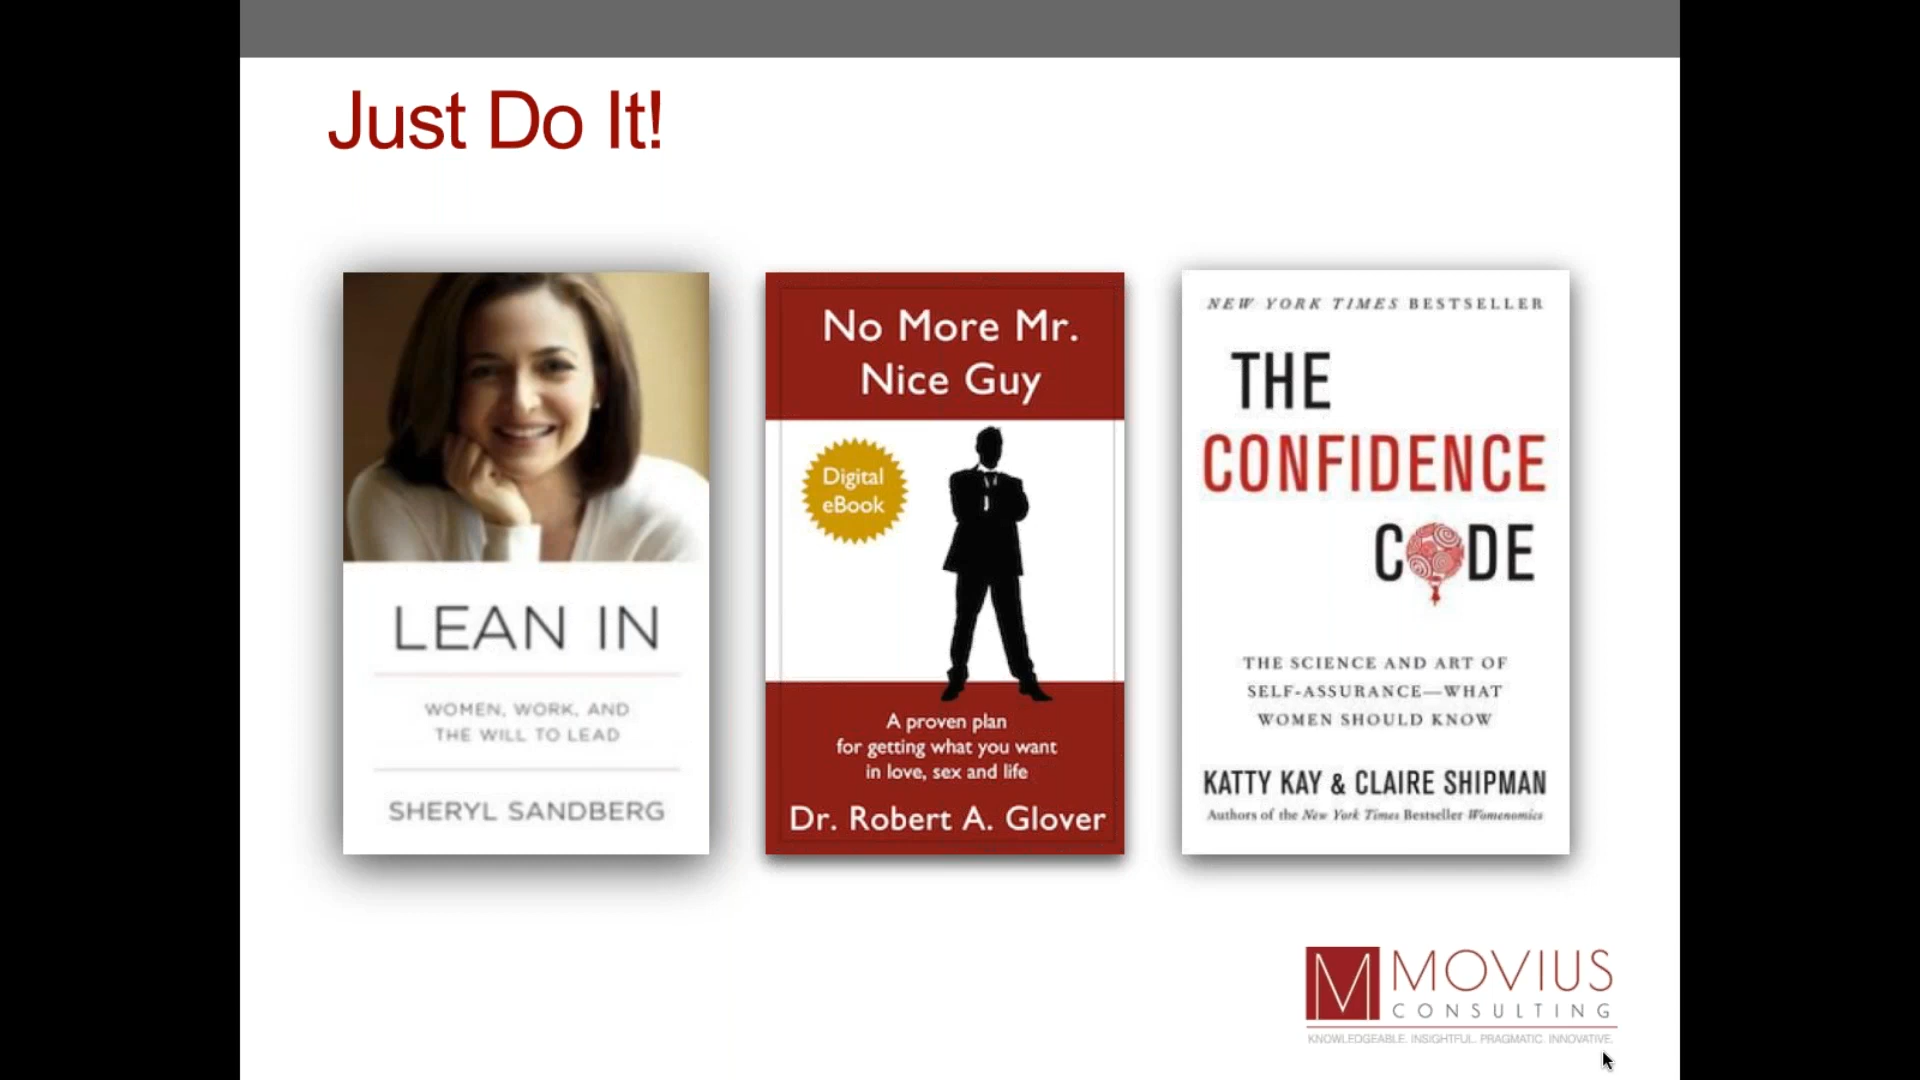 Just Do It!
LEAN IN
WOMEN, WORK, AND
THE WILL TO LEAD
SHERYL SANDBERG
No More Mr.
Nice Guy
Digital
eBook
A proven plan
for getting what you want
in love, sex and life
Dr. Robert A. Glover
NEW YORK TIMES BESTSELLER
THE
CONFIDENCE
CODE
THE SCIENCE AND ART OF
SELF-ASSURANCE—WHAT
WOMEN SHOULD KNOW
KATTY KAY & CLAIRE SHIPMAN
Authors of the New York Times Bestseller Womenomics
M MOVIUS
CONSULTING
KNOWLEDGEABLE. INSIGHTFUL. PRAGMATIC. INNOVATIVE.